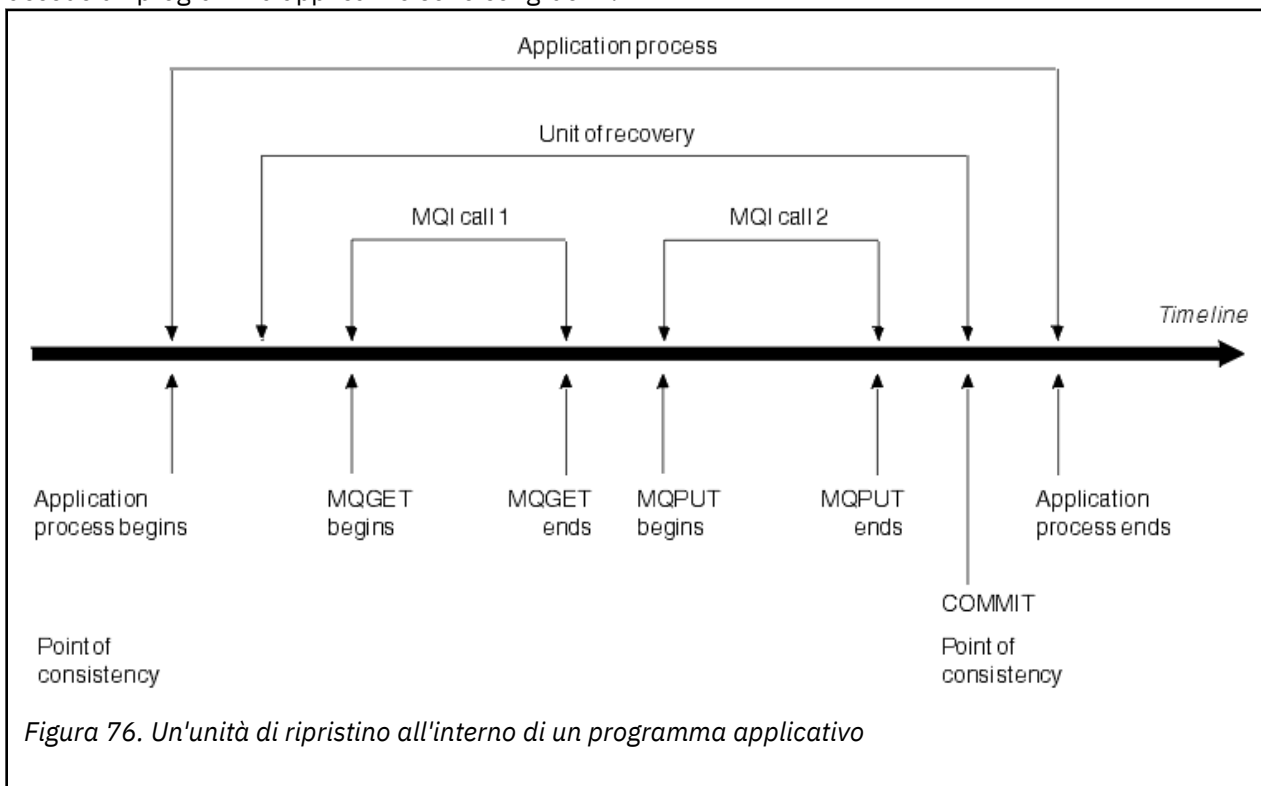 Application process
Unit of recovery
MQI call 1
MQI call 2
Timeline
Application
process begins
MQGET
begins
MQGET
ends
MQPUT
begins
MQPUT
ends
Application
process ends
COMMIT
Point of
consistency
Point of
consistency
Figura 76. Un'unità di ripristino all'interno di un programma applicativo